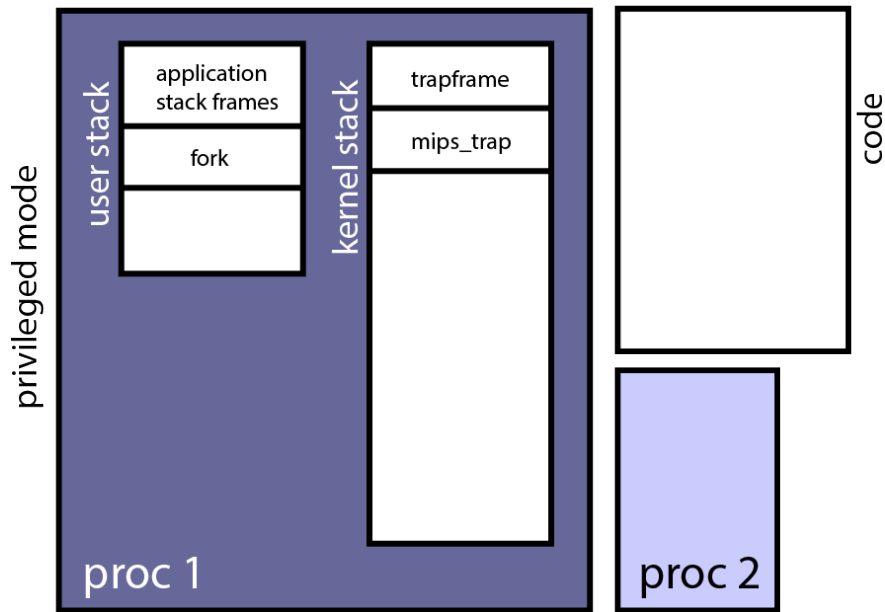 privileged mode
user stack
application
stack frames
fork
kernel stack
trapframe
mips_trap
proc 1
code
proc 2